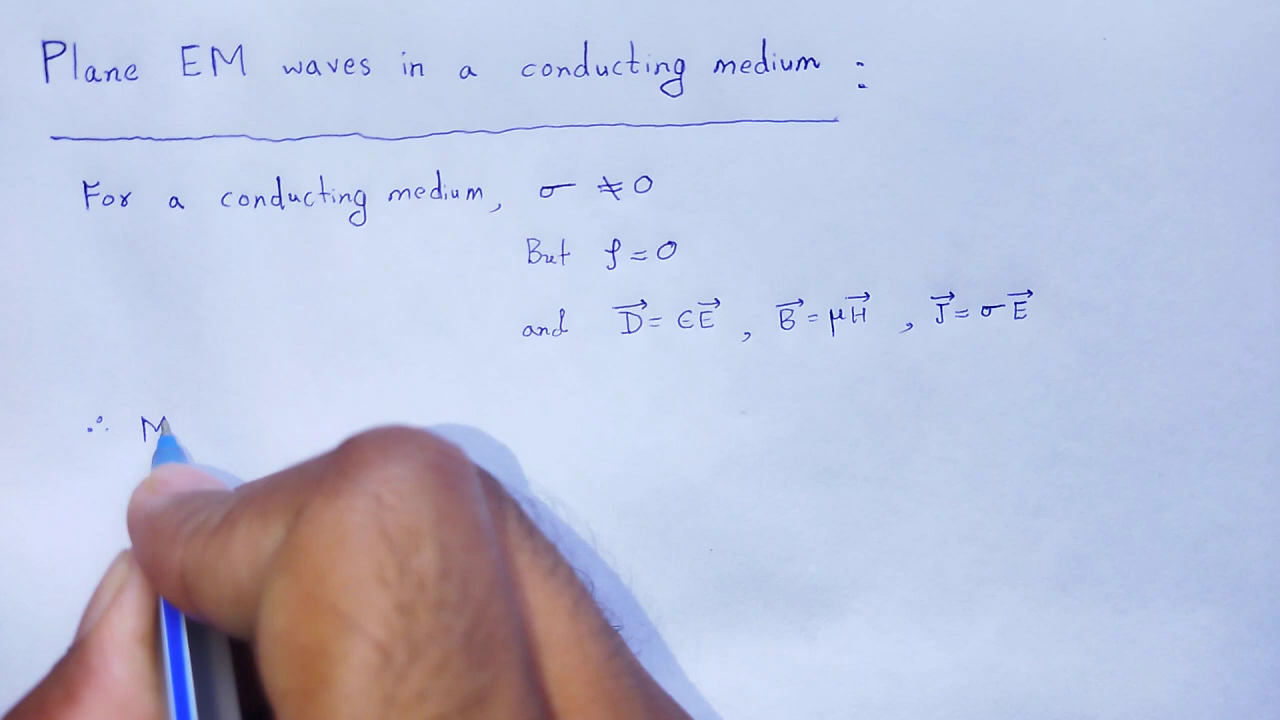 Plane EM waves in a conducting medium :
For a conducting medium, σ ≠ 0
But ρ = 0
and D⃗ = ϵE⃗ , B⃗ = μH⃗ , J⃗ = σE⃗
∴ M